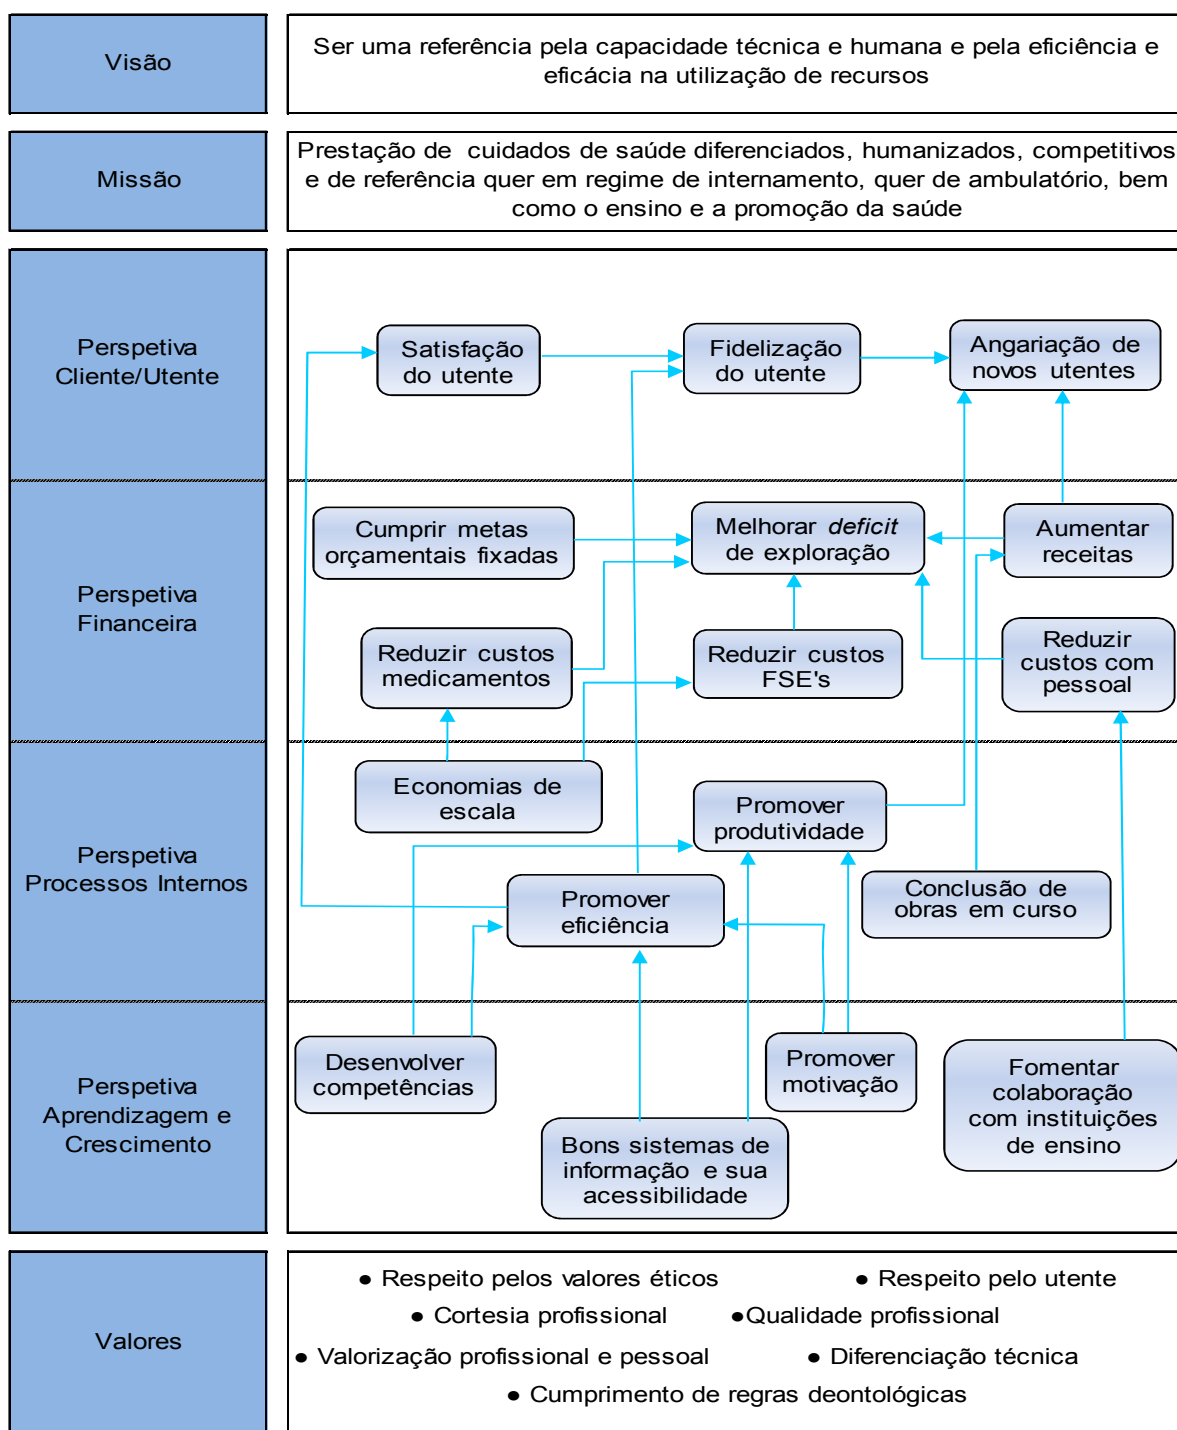 Visão
Ser uma referência pela capacidade técnica e humana e pela eficiência e
eficácia na utilização de recursos
Missão
Prestação de cuidados de saúde diferenciados, humanizados, competitivos
e de referência quer em regime de internamento, quer de ambulatório, bem
como o ensino e a promoção da saúde
Perspetiva
Cliente/Utente
Satisfação
do utente
Fidelização
do utente
Angariação de
novos utentes
Perspetiva
Financeira
Cumprir metas
orçamentais fixadas
Melhorar deficit
de exploração
Aumentar
receitas
Reduzir custos
medicamentos
Reduzir custos
FSE's
Reduzir
custos com
pessoal
Perspetiva
Processos Internos
Economias de
escala
Promover
produtividade
Promover
eficiência
Conclusão de
obras em curso
Perspetiva
Aprendizagem e
Crescimento
Desenvolver
competências
Bons sistemas de
informação e sua
acessibilidade
Promover
motivação
Fomentar
colaboração
com instituições
de ensino
Valores
● Respeito pelos valores éticos
● Respeito pelo utente
● Cortesia profissional
●Qualidade profissional
● Valorização profissional e pessoal
● Diferenciação técnica
● Cumprimento de regras deontológicas